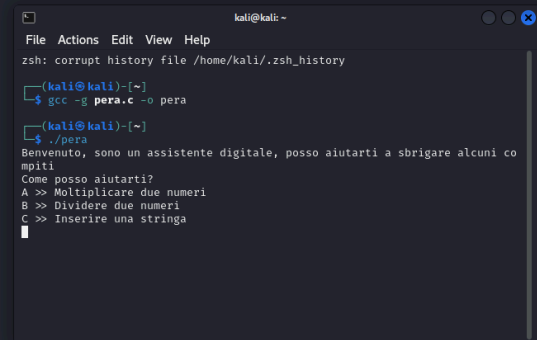 kali@kali: ~
File Actions Edit View Help
zsh: corrupt history file /home/kali/.zsh_history
┌──(kali㉿kali)-[~]
└─$ gcc -g pera.c -o pera
┌──(kali㉿kali)-[~]
└─$ ./pera
Benvenuto, sono un assistente digitale, posso aiutarti a sbrigare alcuni co
mpiti
Come posso aiutarti?
A >> Moltiplicare due numeri
B >> Dividere due numeri
C >> Inserire una stringa